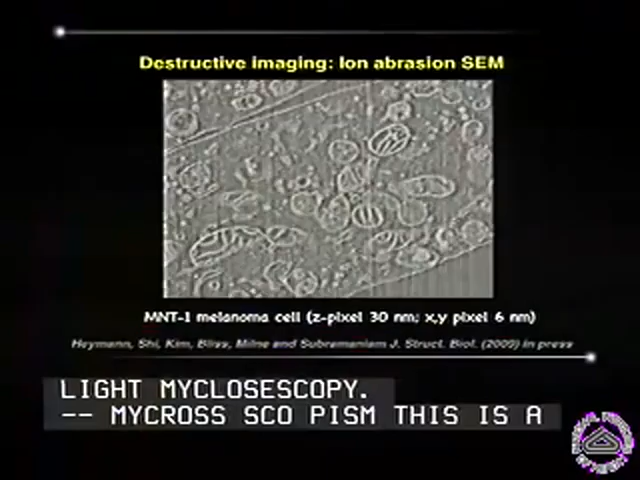 Destructive imaging: Ion abrasion SEM
MNT-1 melanoma cell (z-pixel 30 nm; x,y pixel 6 nm)
Heymann, Shi, Kim, Bliss, Milne and Subramaniam J. Struct. Biol. (2009) in press
LIGHT MYCLOSESCOPY.
-- MYCROSS SCO PISM THIS IS A